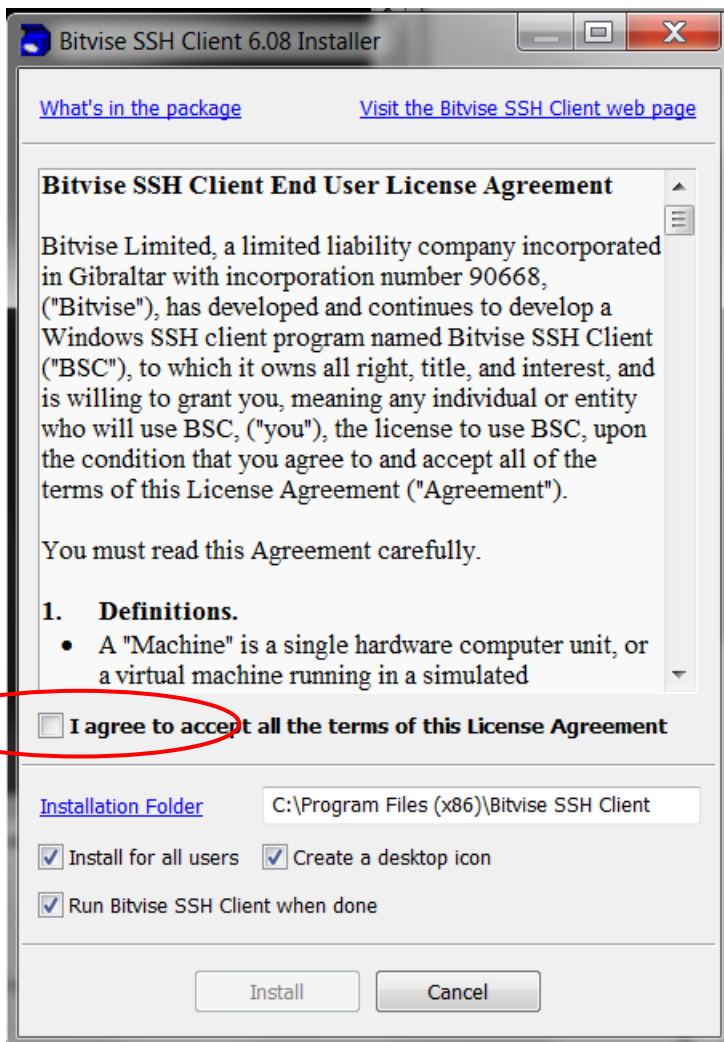 Bitvise SSH Client 6.08 Installer
What's in the package Visit the Bitvise SSH Client web page
Bitvise SSH Client End User License Agreement
Bitvise Limited, a limited liability company incorporated
in Gibraltar with incorporation number 90668,
("Bitvise"), has developed and continues to develop a
Windows SSH client program named Bitvise SSH Client
("BSC"), to which it owns all right, title, and interest, and
is willing to grant you, meaning any individual or entity
who will use BSC, ("you"), the license to use BSC, upon
the condition that you agree to and accept all of the
terms of this License Agreement ("Agreement").
You must read this Agreement carefully.
1. Definitions.
• A "Machine" is a single hardware computer unit, or
a virtual machine running in a simulated
I agree to accept all the terms of this License Agreement
Installation Folder C:\Program Files (x86)\Bitvise SSH Client
Install for all users Create a desktop icon
Run Bitvise SSH Client when done
Install Cancel